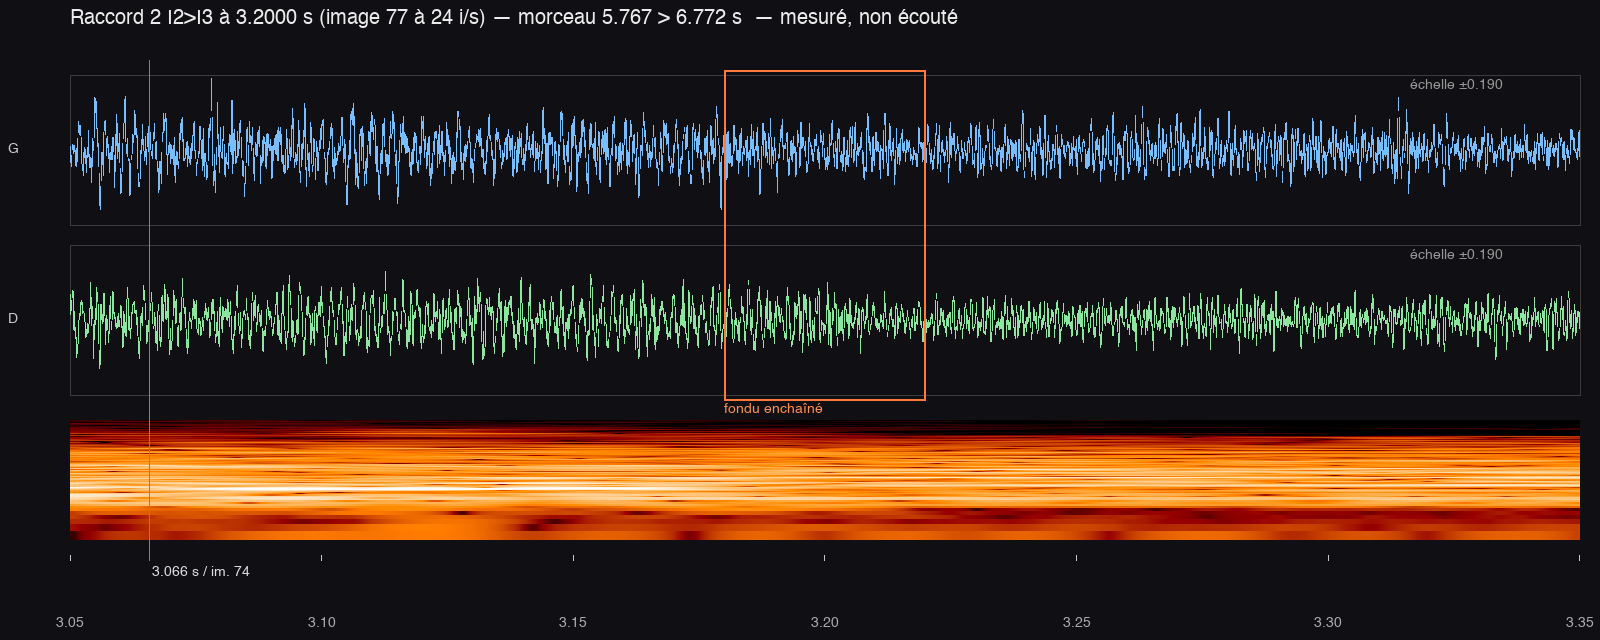 Raccord 2 I2>I3 à 3.2000 s (image 77 à 24 i/s) — morceau 5.767 > 6.772 s — mesuré, non écouté
échelle ±0.190
G
échelle ±0.190
D
fondu enchaîné
3.066 s / im. 74
3.05 3.10 3.15 3.20 3.25 3.30 3.35